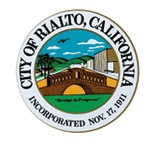 CITY OF RIALTO, CALIFORNIA
"Bridge to Progress"
INCORPORATED NOV. 17, 1911